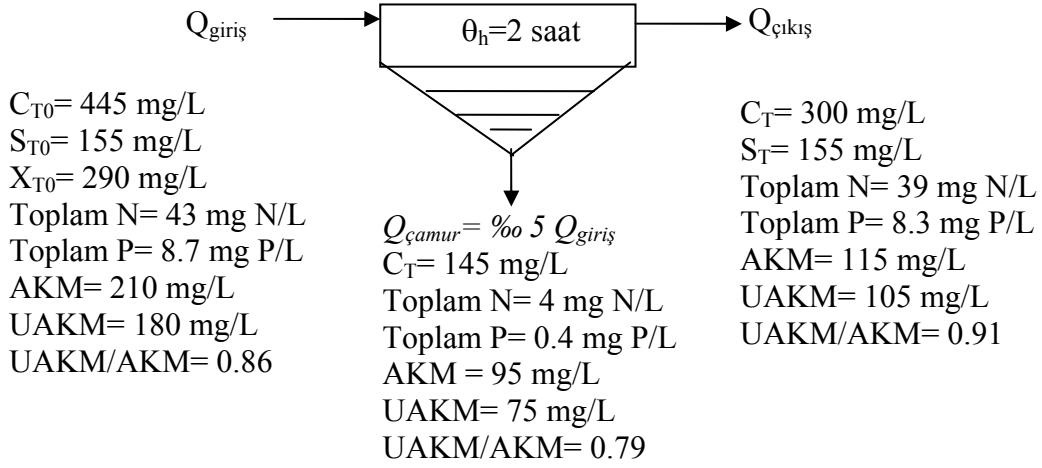 Q_giriş
θ_h=2 saat
Q_çıkış
C_T0= 445 mg/L
S_T0= 155 mg/L
X_T0= 290 mg/L
Toplam N= 43 mg N/L
Toplam P= 8.7 mg P/L
AKM= 210 mg/L
UAKM= 180 mg/L
UAKM/AKM= 0.86
Q_çamur= ‰ 5 Q_giriş
C_T= 145 mg/L
Toplam N= 4 mg N/L
Toplam P= 0.4 mg P/L
AKM = 95 mg/L
UAKM= 75 mg/L
UAKM/AKM= 0.79
C_T= 300 mg/L
S_T= 155 mg/L
Toplam N= 39 mg N/L
Toplam P= 8.3 mg P/L
AKM= 115 mg/L
UAKM= 105 mg/L
UAKM/AKM= 0.91